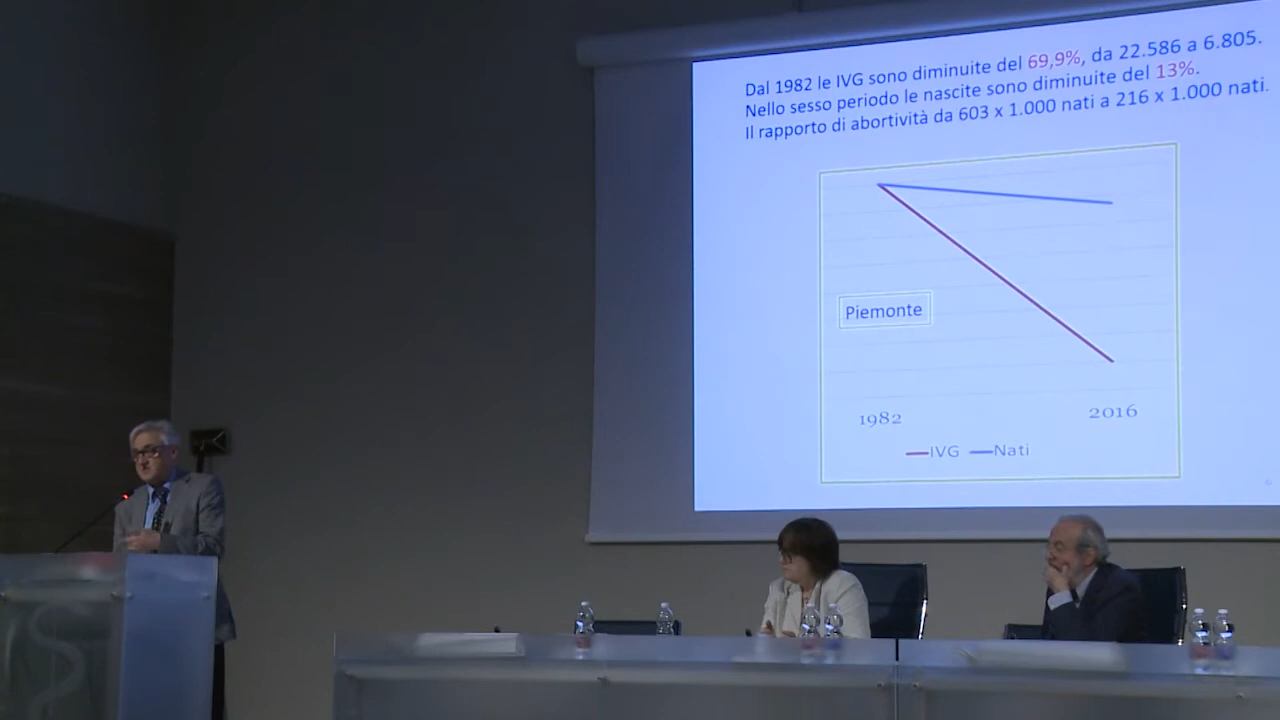 Dal 1982 le IVG sono diminuite del 69,9%, da 22.586 a 6.805.
Nello sesso periodo le nascite sono diminuite del 13%.
Il rapporto di abortività da 603 x 1.000 nati a 216 x 1.000 nati.
Piemonte
1982 2016
IVG Nati